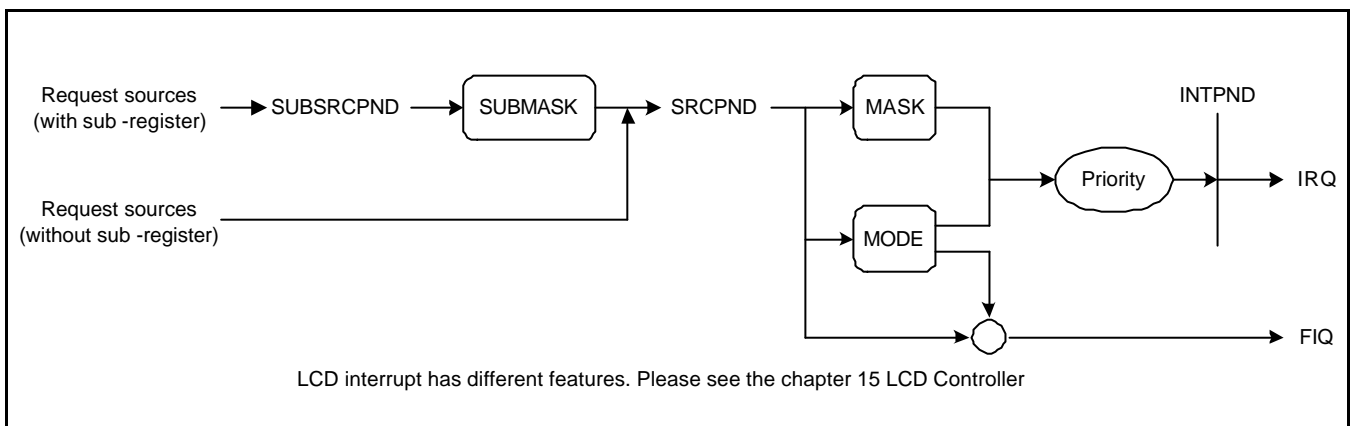 Request sources
(with sub -register)
SUBSRCPND
SUBMASK
SRCPND
MASK
INTPND
Priority
IRQ
Request sources
(without sub -register)
MODE
FIQ
LCD interrupt has different features. Please see the chapter 15 LCD Controller